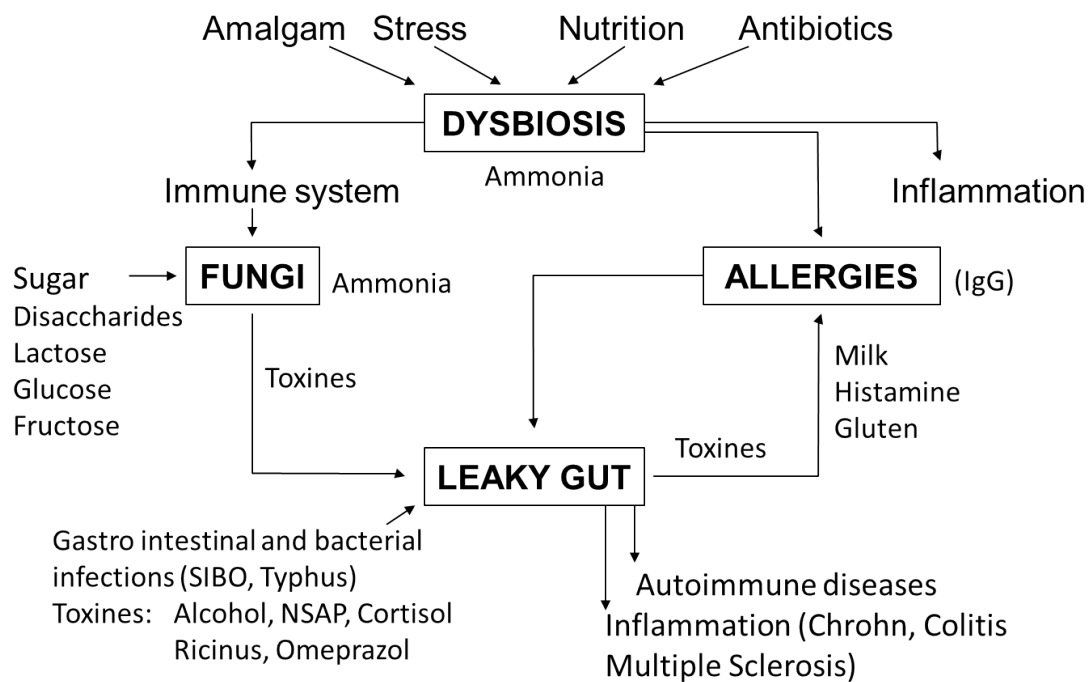 Amalgam Stress Nutrition Antibiotics
DYSBIOSIS
Ammonia
Immune system
Inflammation
Sugar
Disaccharides
Lactose
Glucose
Fructose
FUNGI
Ammonia
ALLERGIES
(IgG)
Toxines
Milk
Histamine
Gluten
Toxines
LEAKY GUT
Gastro intestinal and bacterial
infections (SIBO, Typhus)
Toxines: Alcohol, NSAP, Cortisol
Ricinus, Omeprazol
Autoimmune diseases
Inflammation (Chrohn, Colitis
Multiple Sclerosis)